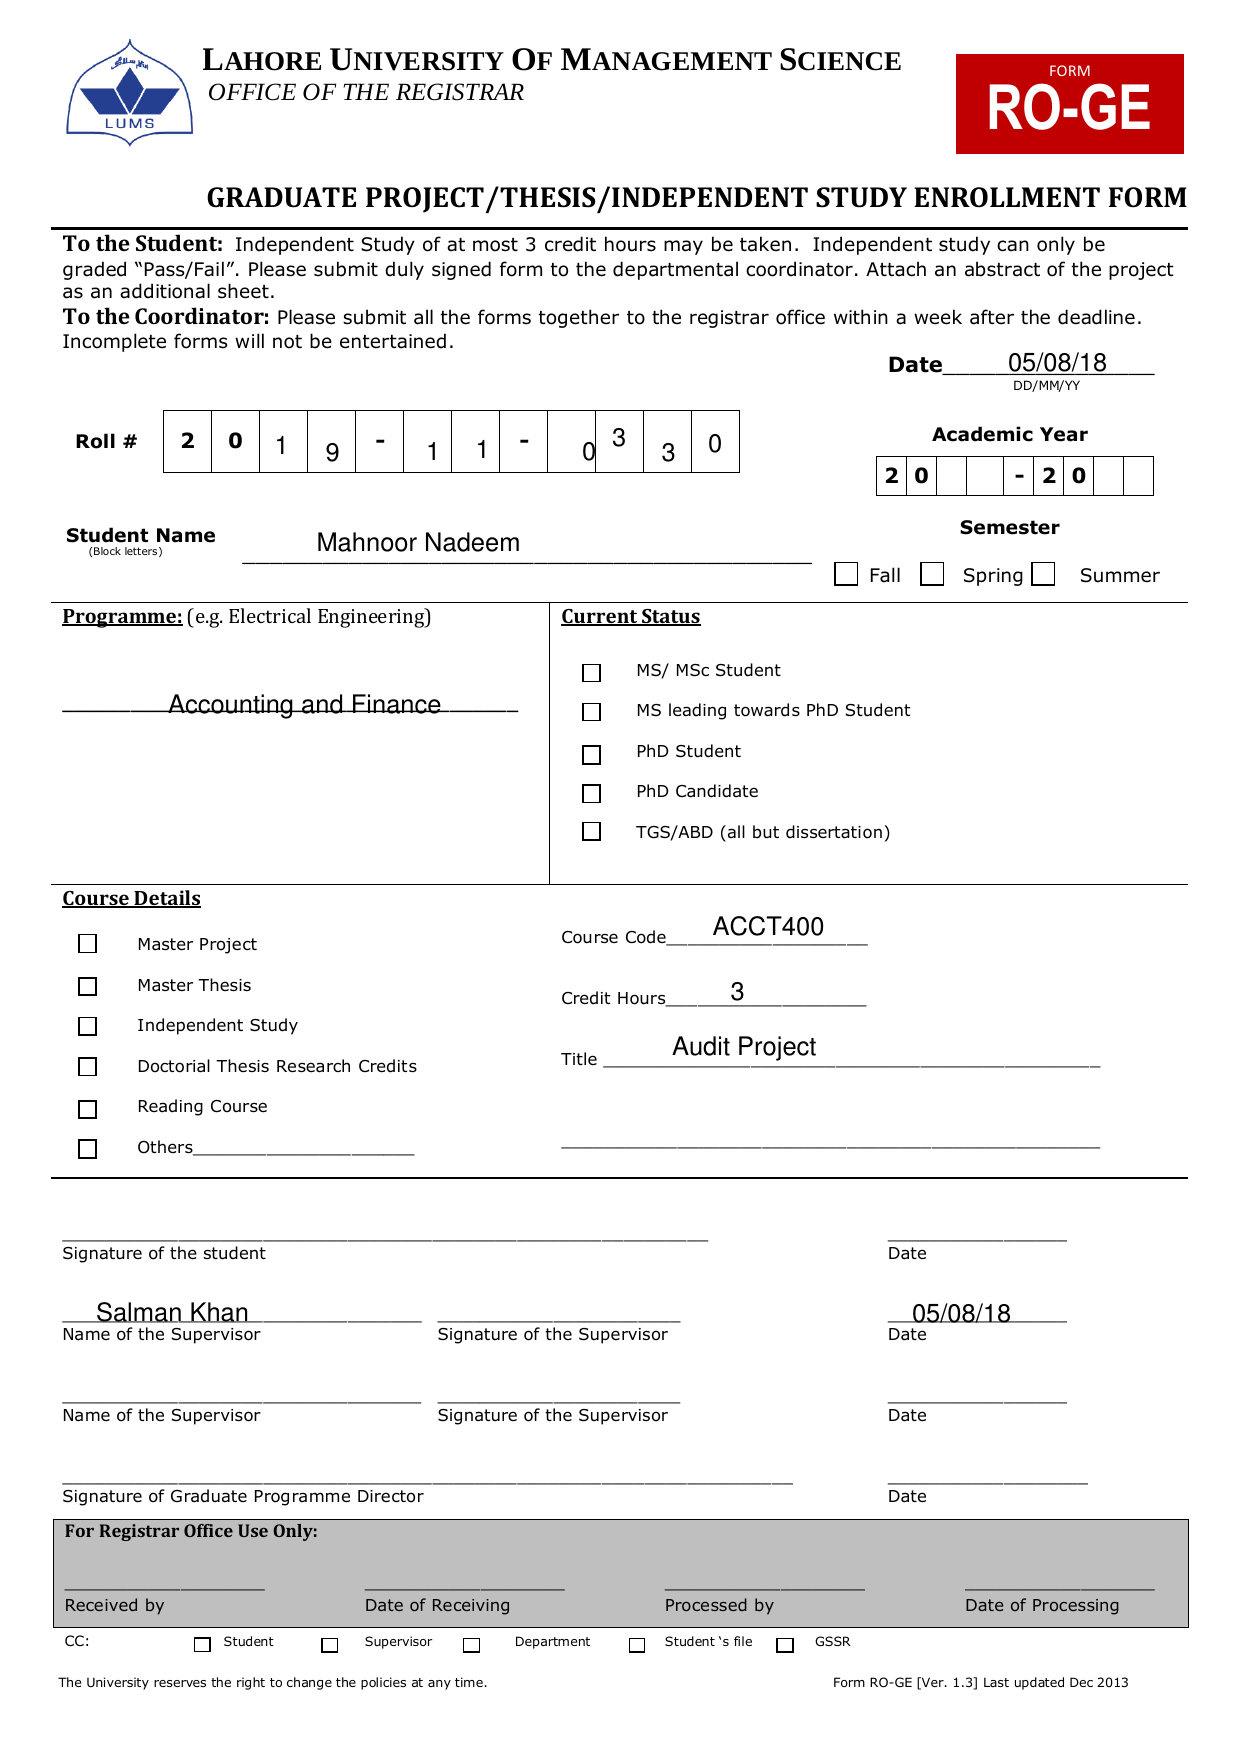 LAHORE UNIVERSITY OF MANAGEMENT SCIENCE
OFFICE OF THE REGISTRAR
LUMS
FORM
RO-GE
GRADUATE PROJECT/THESIS/INDEPENDENT STUDY ENROLLMENT FORM
To the Student: Independent Study of at most 3 credit hours may be taken. Independent study can only be
graded “Pass/Fail”. Please submit duly signed form to the departmental coordinator. Attach an abstract of the project
as an additional sheet.
To the Coordinator: Please submit all the forms together to the registrar office within a week after the deadline.
Incomplete forms will not be entertained.
Date 05/08/18
DD/MM/YY
Roll # 2 0 1 9 - 1 1 - 0 3 3 0
Academic Year
2 0 - 2 0
Student Name Mahnoor Nadeem
(Block letters)
Semester
Fall Spring Summer
Programme: (e.g. Electrical Engineering)
Accounting and Finance
Current Status
MS/ MSc Student
MS leading towards PhD Student
PhD Student
PhD Candidate
TGS/ABD (all but dissertation)
Course Details
Master Project
Master Thesis
Independent Study
Doctorial Thesis Research Credits
Reading Course
Others
Course Code ACCT400
Credit Hours 3
Title Audit Project
Signature of the student Date
Salman Khan 05/08/18
Name of the Supervisor Signature of the Supervisor Date
Name of the Supervisor Signature of the Supervisor Date
Signature of Graduate Programme Director Date
For Registrar Office Use Only:
Received by Date of Receiving Processed by Date of Processing
CC: Student Supervisor Department Student ‘s file GSSR
The University reserves the right to change the policies at any time. Form RO-GE [Ver. 1.3] Last updated Dec 2013